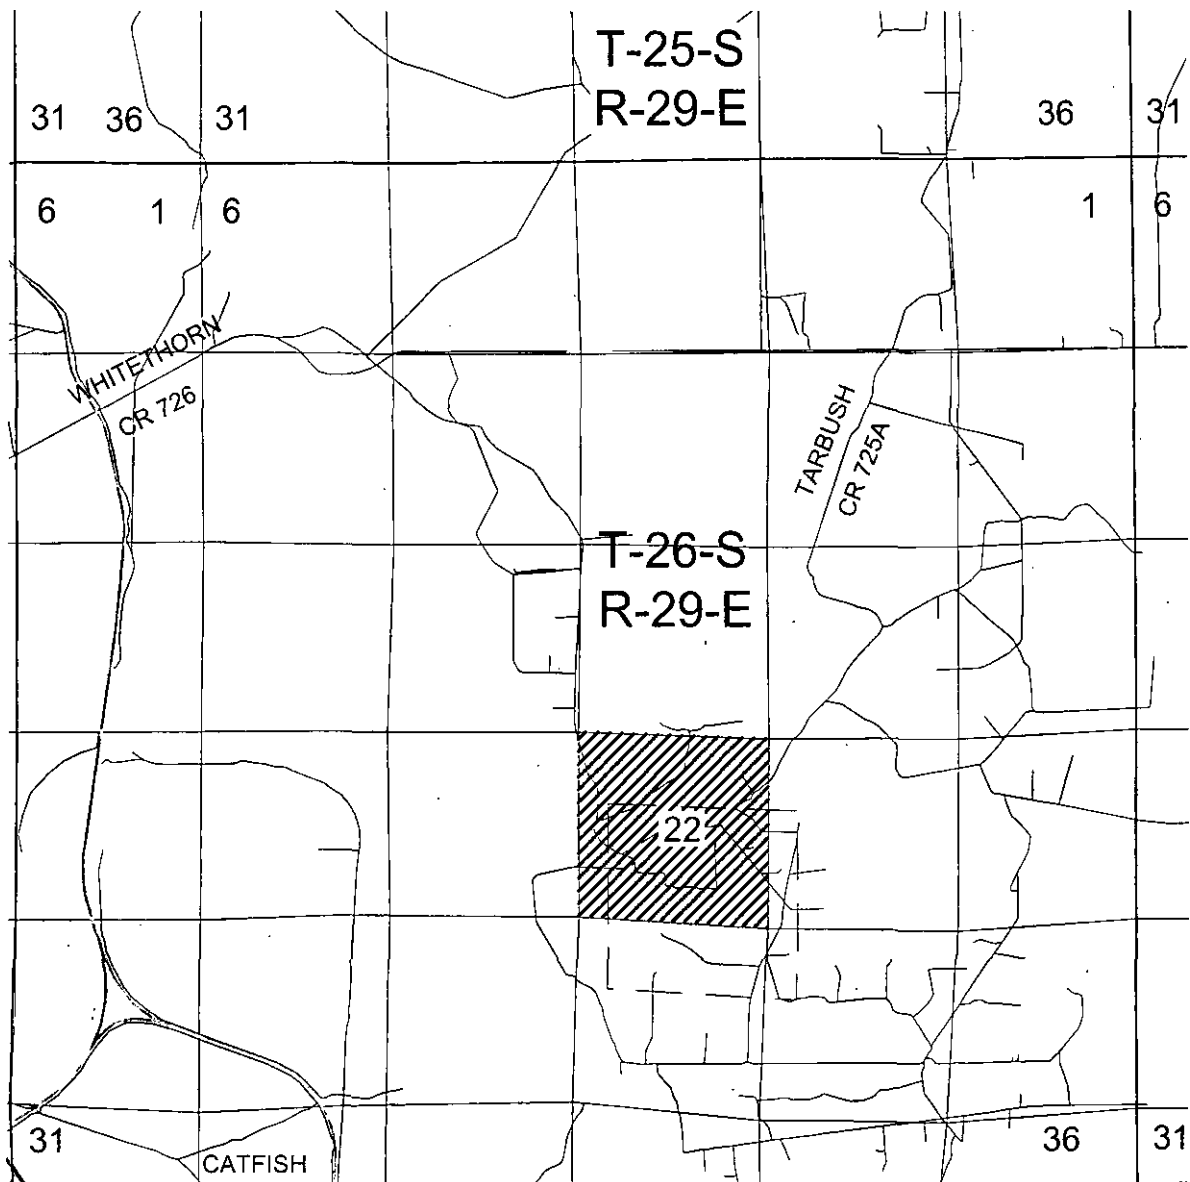 T-25-S
R-29-E
31 36 31 36 31
6 1 6 1 6
WHITETHORN
CR 726
TARBUSH
CR 725A
T-26-S
R-29-E
22
31 36 31
CATFISH